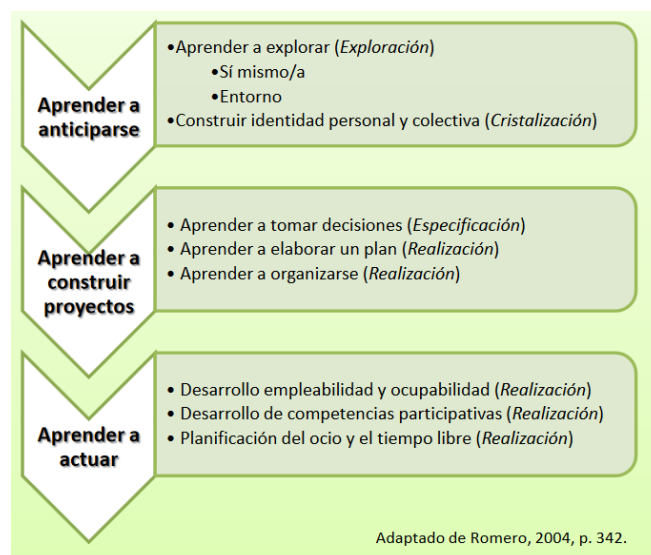 Aprender a
anticiparse
•Aprender a explorar (Exploración)
•Sí mismo/a
•Entorno
•Construir identidad personal y colectiva (Cristalización)
Aprender a
construir
proyectos
• Aprender a tomar decisiones (Especificación)
• Aprender a elaborar un plan (Realización)
• Aprender a organizarse (Realización)
Aprender a
actuar
• Desarrollo empleabilidad y ocupabilidad (Realización)
• Desarrollo de competencias participativas (Realización)
• Planificación del ocio y el tiempo libre (Realización)
Adaptado de Romero, 2004, p. 342.